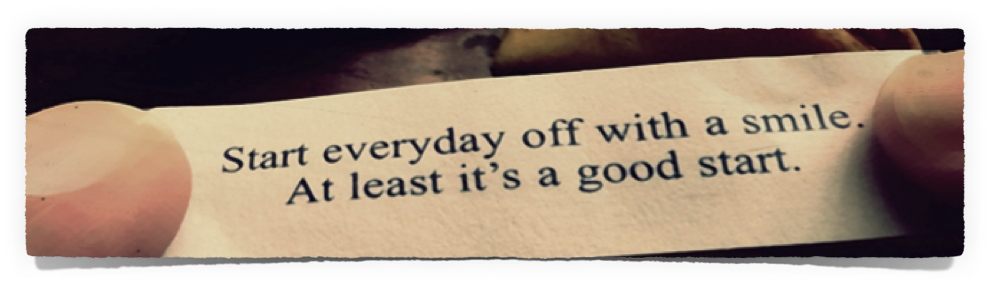 Start everyday off with a smile.
At least it's a good start.